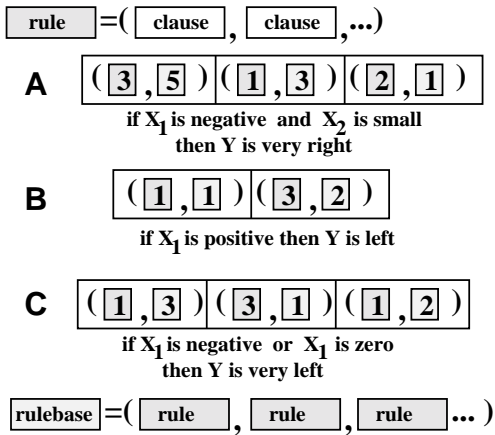 rule =( clause , clause ,...)
A ( 3 , 5 ) ( 1 , 3 ) ( 2 , 1 )
if X1 is negative and X2 is small
then Y is very right
B ( 1 , 1 ) ( 3 , 2 )
if X1 is positive then Y is left
C ( 1 , 3 ) ( 3 , 1 ) ( 1 , 2 )
if X1 is negative or X1 is zero
then Y is very left
rulebase =( rule , rule , rule ... )